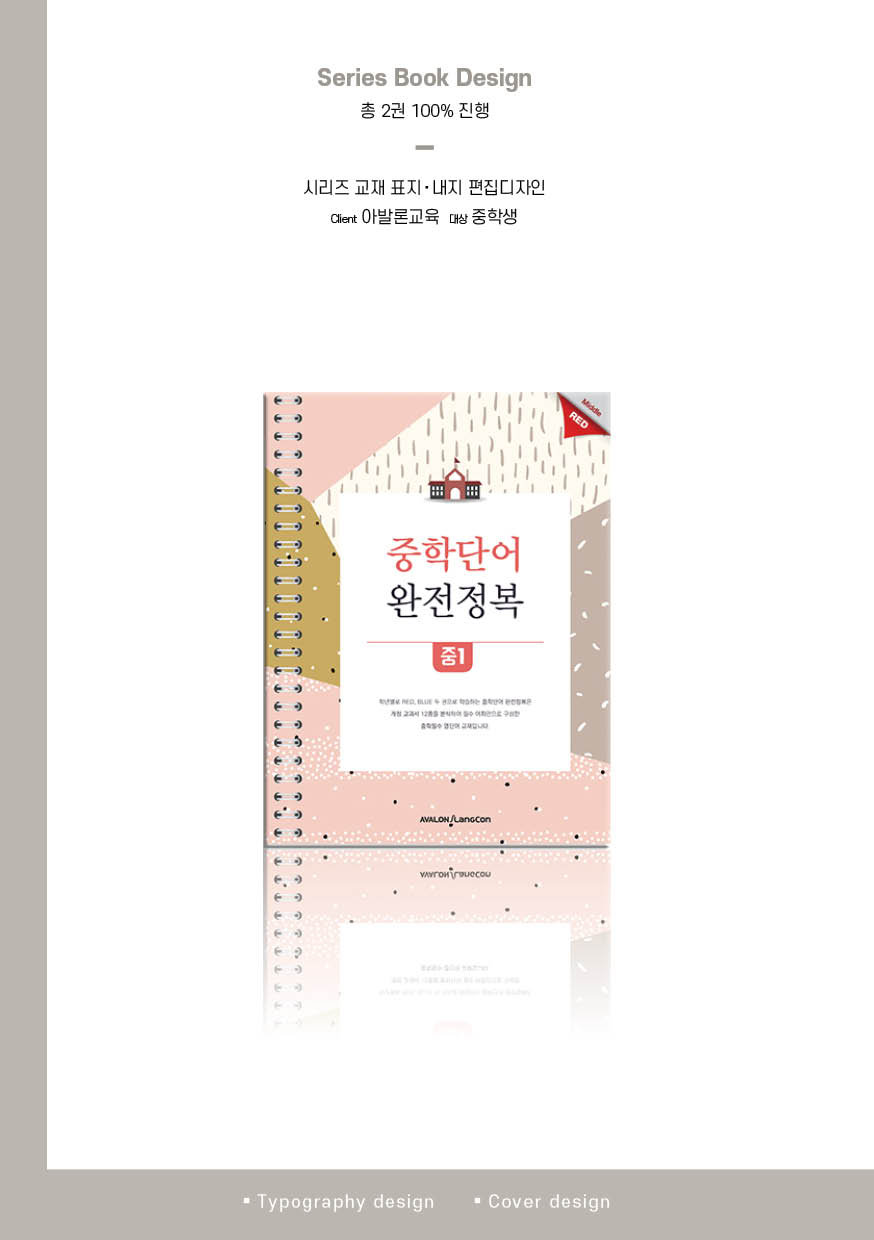 Series Book Design
총 2권 100% 진행
시리즈 교재 표지·내지 편집디자인
Client 아발론교육 대상 중학생
Middle
RED
중학단어
완전정복
중1
학년별로 RED, BLUE 두 권으로 학습하는 중학단어 완전정복은
개정 교과서 12종을 분석하여 필수 어휘만으로 구성한
중학필수 영단어 교재입니다.
AVALON LangCon
▪ Typography design ▪ Cover design